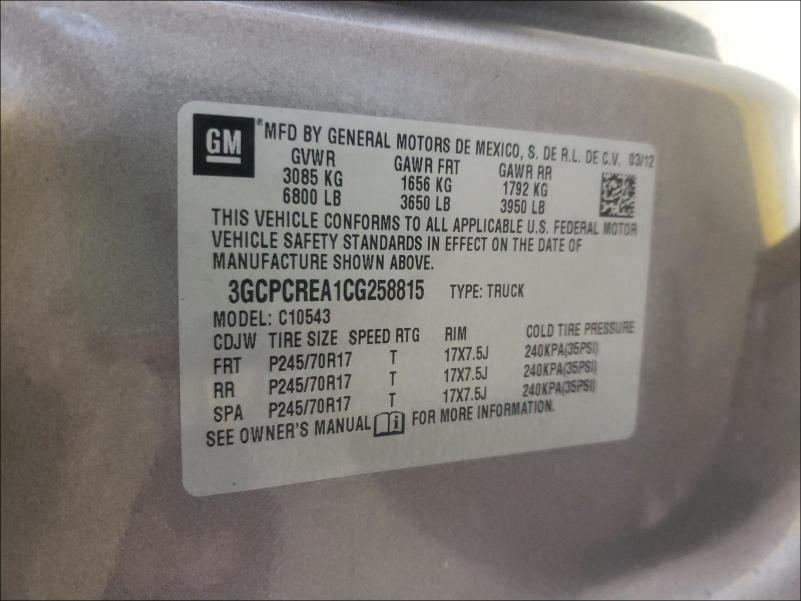 GM
® MFD BY GENERAL MOTORS DE MEXICO, S. DE R.L. DE C.V. 03/12
GVWR GAWR FRT GAWR RR
3085 KG 1656 KG 1792 KG
6800 LB 3650 LB 3950 LB
THIS VEHICLE CONFORMS TO ALL APPLICABLE U.S. FEDERAL MOTOR
VEHICLE SAFETY STANDARDS IN EFFECT ON THE DATE OF
MANUFACTURE SHOWN ABOVE.
3GCPCREA1CG258815 TYPE: TRUCK
MODEL: C10543
CDJW TIRE SIZE SPEED RTG RIM COLD TIRE PRESSURE
FRT P245/70R17 T 17X7.5J 240KPA(35PSI)
RR P245/70R17 T 17X7.5J 240KPA(35PSI)
SPA P245/70R17 T 17X7.5J 240KPA(35PSI)
SEE OWNER'S MANUAL FOR MORE INFORMATION.